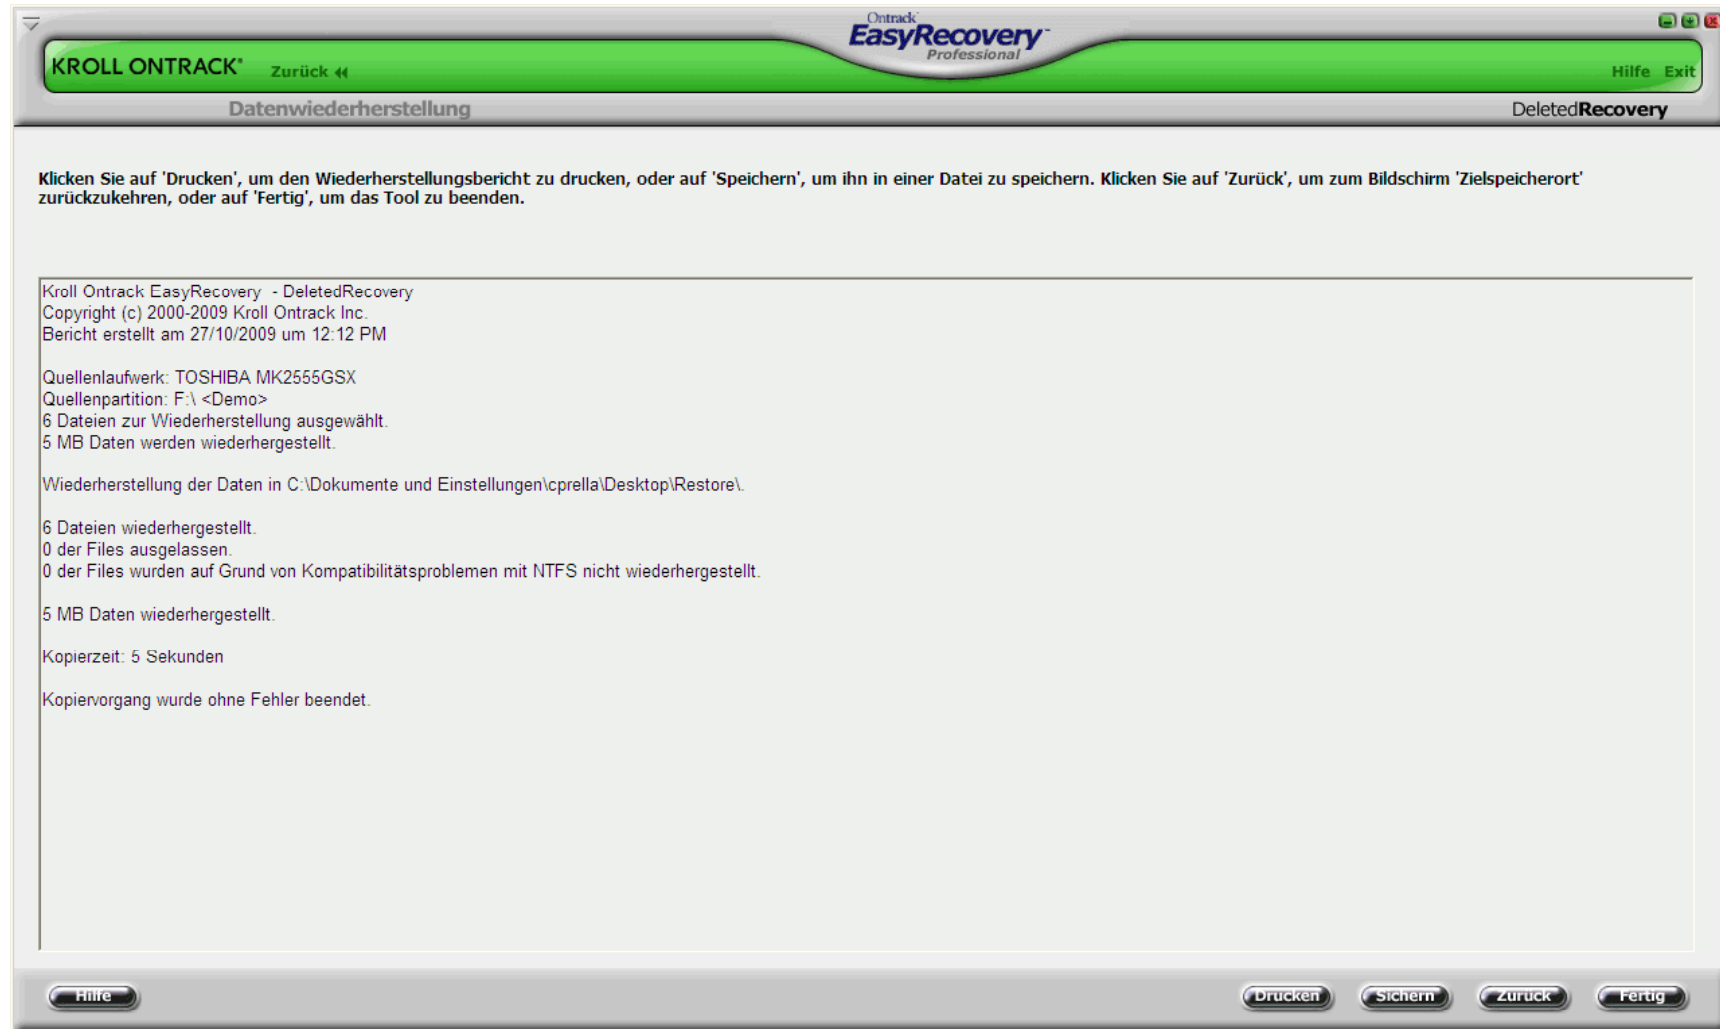 Ontrack
EasyRecovery™
Professional
KROLL ONTRACK® Zurück
Hilfe Exit
Datenwiederherstellung
DeletedRecovery
Klicken Sie auf 'Drucken', um den Wiederherstellungsbericht zu drucken, oder auf 'Speichern', um ihn in einer Datei zu speichern. Klicken Sie auf 'Zurück', um zum Bildschirm 'Zielspeicherort'
zurückzukehren, oder auf 'Fertig', um das Tool zu beenden.
Kroll Ontrack EasyRecovery - DeletedRecovery
Copyright (c) 2000-2009 Kroll Ontrack Inc.
Bericht erstellt am 27/10/2009 um 12:12 PM
Quellenlaufwerk: TOSHIBA MK2555GSX
Quellenpartition: F:\ <Demo>
6 Dateien zur Wiederherstellung ausgewählt.
5 MB Daten werden wiederhergestellt.
Wiederherstellung der Daten in C:\Dokumente und Einstellungen\cprella\Desktop\Restore\.
6 Dateien wiederhergestellt.
0 der Files ausgelassen.
0 der Files wurden auf Grund von Kompatibilitätsproblemen mit NTFS nicht wiederhergestellt.
5 MB Daten wiederhergestellt.
Kopierzeit: 5 Sekunden
Kopiervorgang wurde ohne Fehler beendet.
Hilfe Drucken Sichern Zurück Fertig